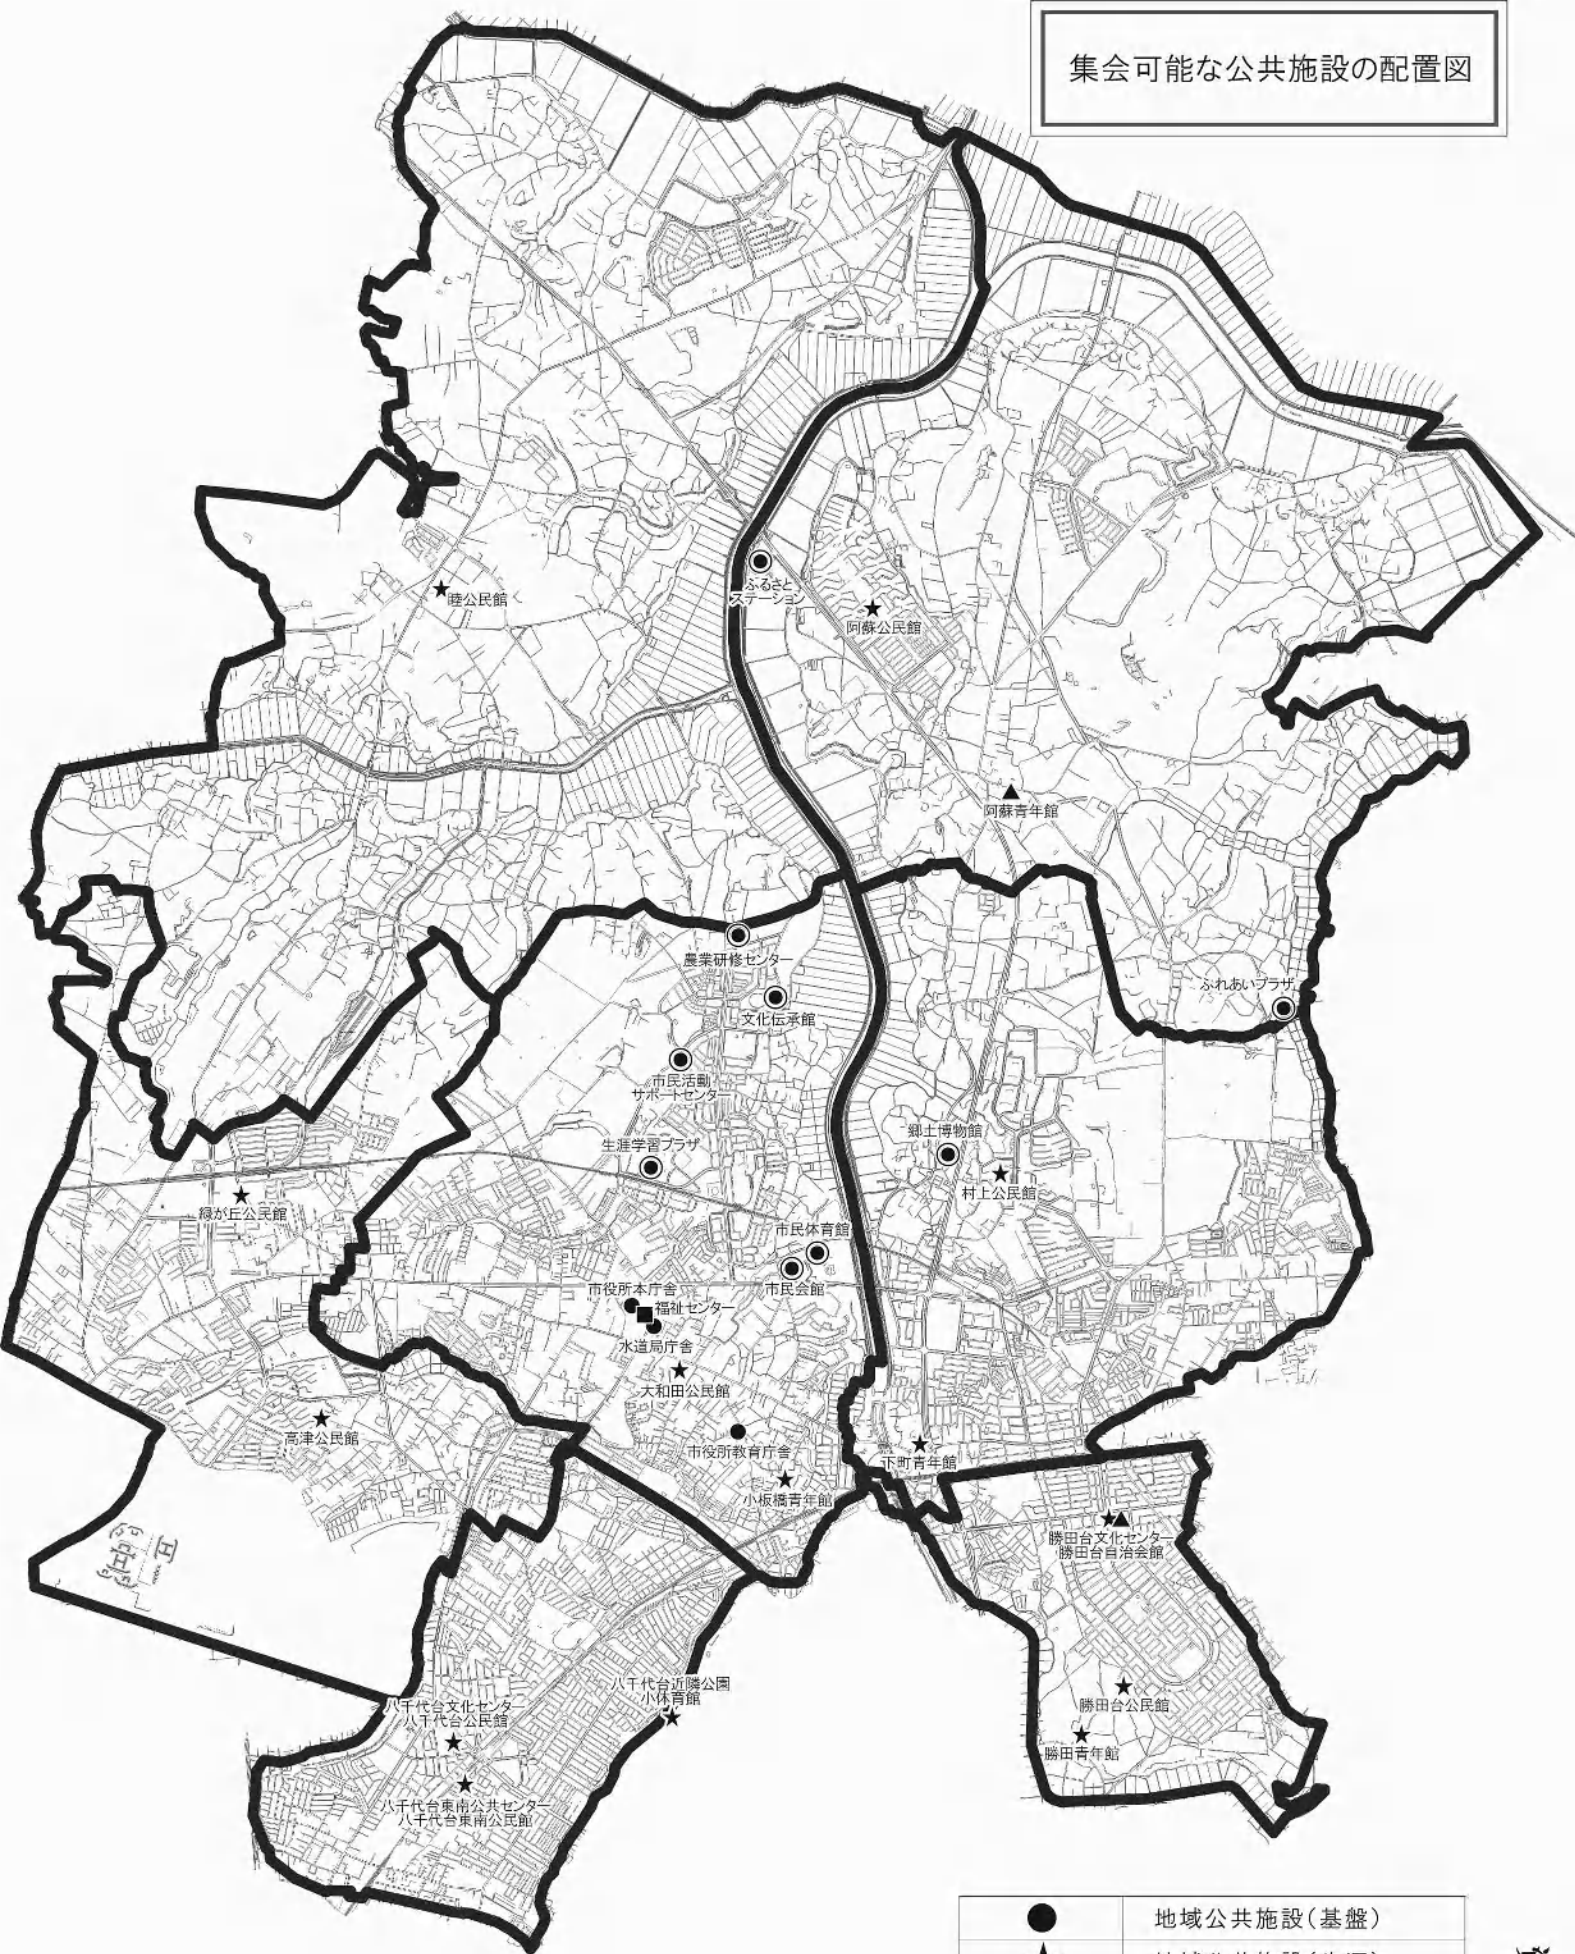 集会可能な公共施設の配置図
ふるさと
ステーション
睦公民館
阿蘇公民館
阿蘇青年館
農業研修センター
ふれあいプラザ
文化伝承館
市民活動
サポートセンター
郷土博物館
生涯学習プラザ
村上公民館
緑が丘公民館
市民体育館
市民会館
市役所本庁舎
福祉センター
水道局庁舎
大和田公民館
高津公民館
市役所教育庁舎
下町青年館
小板橋青年館
勝田台文化センター
勝田台自治会館
八千代台近隣公園
小体育館
勝田台公民館
八千代台文化センター
八千代台公民館
勝田青年館
八千代台東南公共センター
八千代台東南公民館
地域公共施設(基盤)